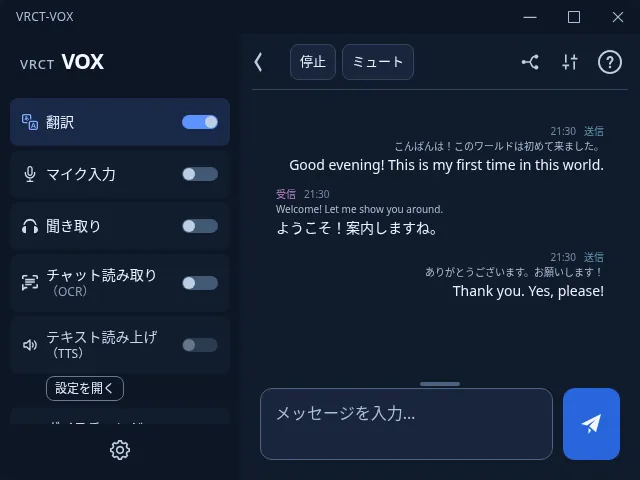 VRCT-VOX
VRCT VOX
停止
ミュート
?
翻訳
マイク入力
聞き取り
チャット読み取り
（OCR）
テキスト読み上げ
（TTS）
設定を開く
21:30 送信
こんばんは！このワールドは初めて来ました。
Good evening! This is my first time in this world.
受信 21:30
Welcome! Let me show you around.
ようこそ！案内しますね。
21:30 送信
ありがとうございます。お願いします！
Thank you. Yes, please!
メッセージを入力...